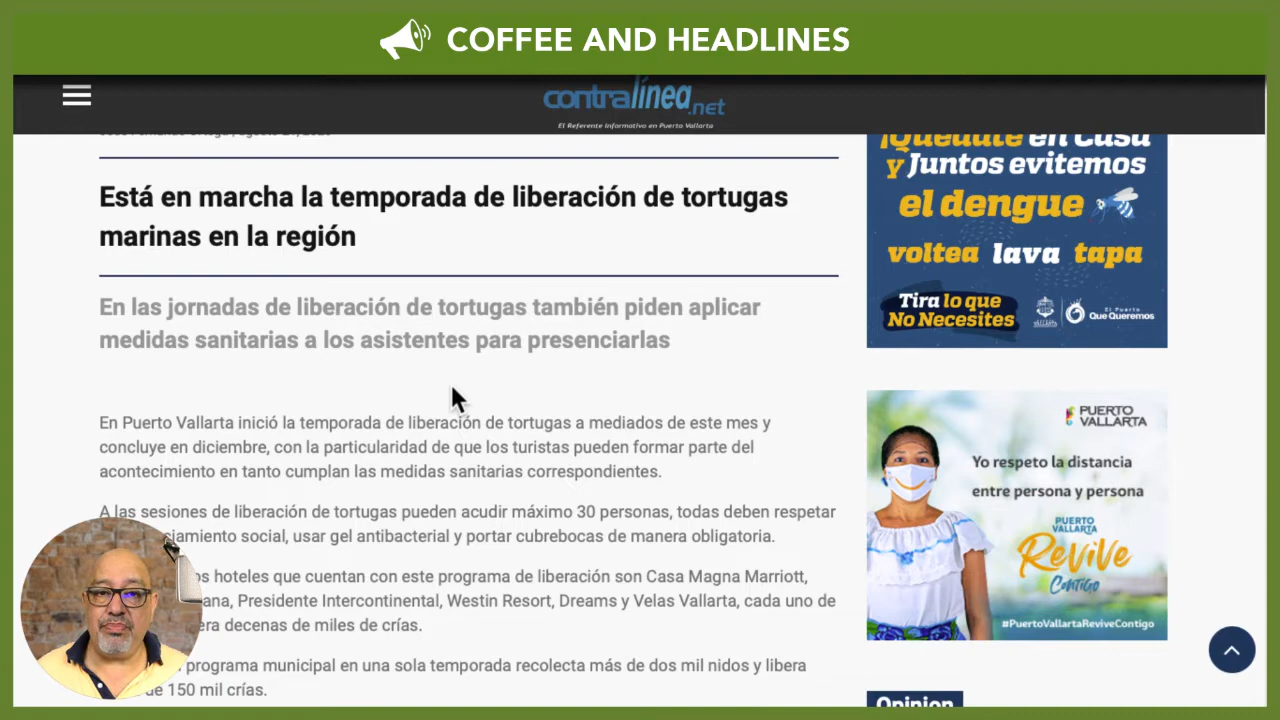 COFFEE AND HEADLINES
contralínea.net
El Referente Informativo en Puerto Vallarta
Está en marcha la temporada de liberación de tortugas
marinas en la región
En las jornadas de liberación de tortugas también piden aplicar
medidas sanitarias a los asistentes para presenciarlas
En Puerto Vallarta inició la temporada de liberación de tortugas a mediados de este mes y
concluye en diciembre, con la particularidad de que los turistas pueden formar parte del
acontecimiento en tanto cumplan las medidas sanitarias correspondientes.
A las sesiones de liberación de tortugas pueden acudir máximo 30 personas, todas deben respetar
social, usar gel antibacterial y portar cubrebocas de manera obligatoria.
hoteles que cuentan con este programa de liberación son Casa Magna Marriott,
Presidente Intercontinental, Westin Resort, Dreams y Velas Vallarta, cada uno de
decenas de miles de crías.
programa municipal en una sola temporada recolecta más de dos mil nidos y libera
de 150 mil crías.
¡Quédate en Casa
y Juntos evitemos
el dengue
voltea lava tapa
Tira lo que
No Necesites
El Puerto
Que Queremos
PUERTO
VALLARTA
Yo respeto la distancia
entre persona y persona
PUERTO
VALLARTA
ReViVe
Contigo
#PuertoVallartaReviveContigo
Opinion